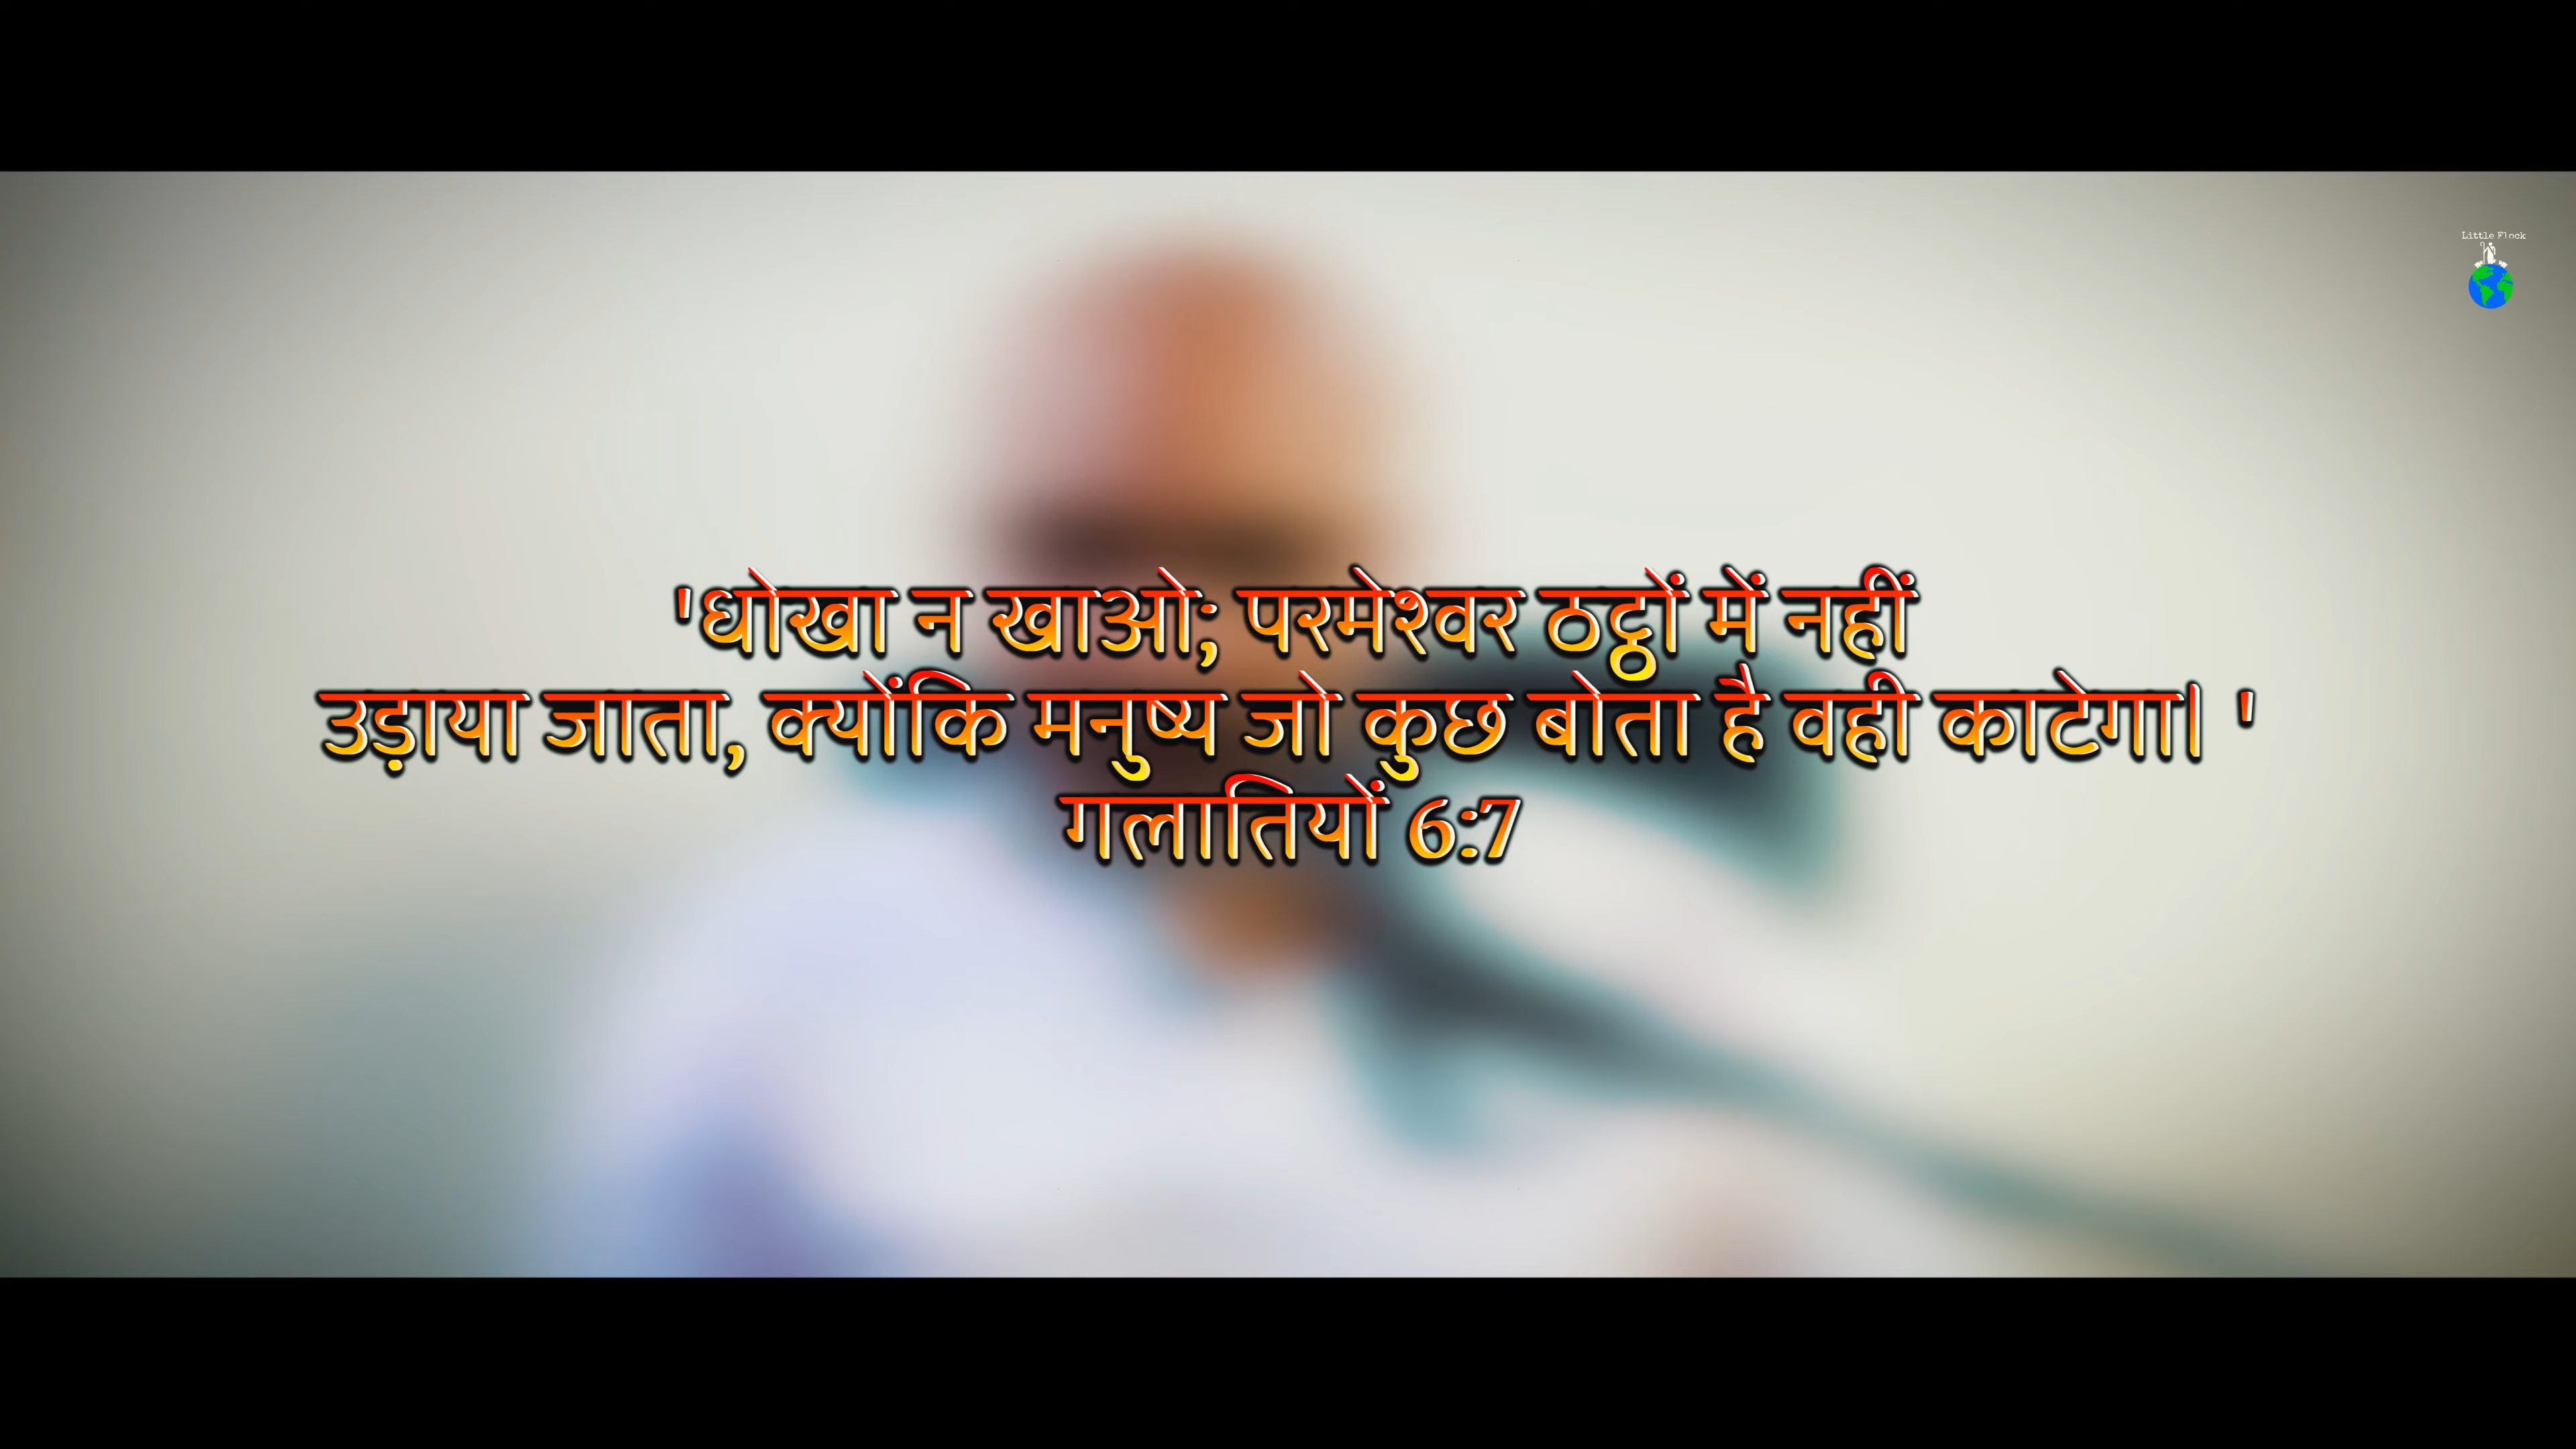 Little Flock
'धोखा न खाओ; परमेश्वर ठट्ठों में नहीं
उड़ाया जाता, क्योंकि मनुष्य जो कुछ बोता है वही काटेगा। '
गलातियों 6:7